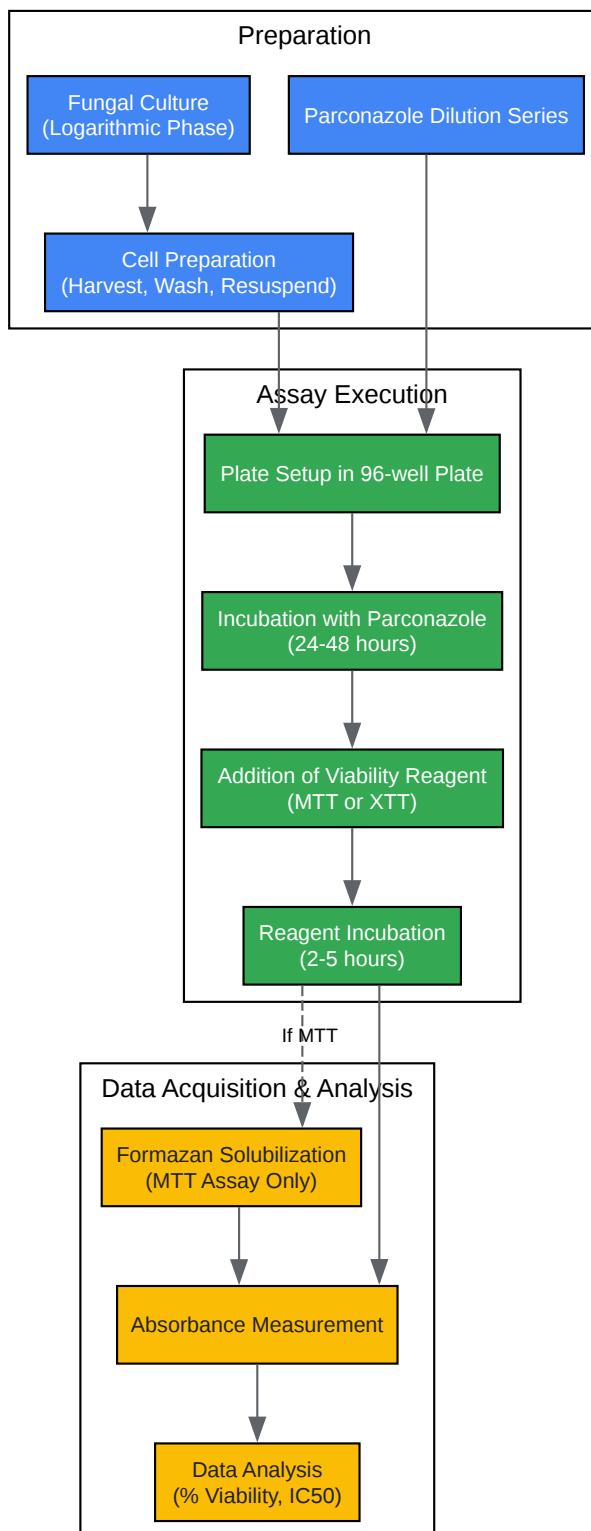 Preparation
Fungal Culture
(Logarithmic Phase)
Parconazole Dilution Series
Cell Preparation
(Harvest, Wash, Resuspend)
Assay Execution
Plate Setup in 96-well Plate
Incubation with Parconazole
(24-48 hours)
Addition of Viability Reagent
(MTT or XTT)
Reagent Incubation
(2-5 hours)
If MTT
Data Acquisition & Analysis
Formazan Solubilization
(MTT Assay Only)
Absorbance Measurement
Data Analysis
(% Viability, IC50)